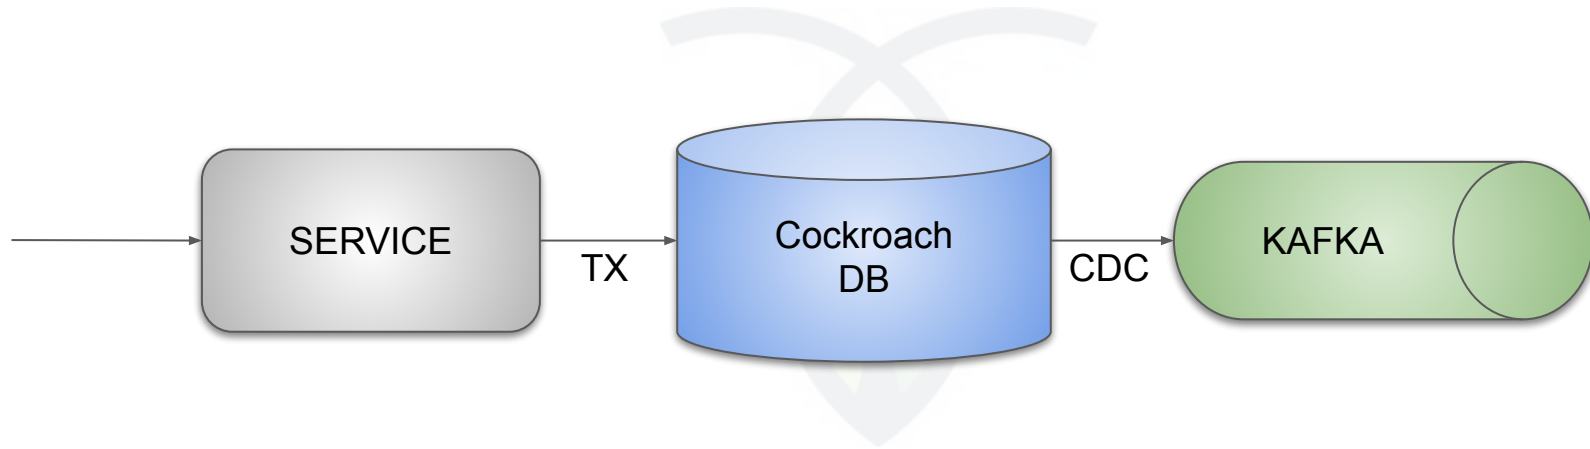 SERVICE
TX
Cockroach
DB
CDC
KAFKA